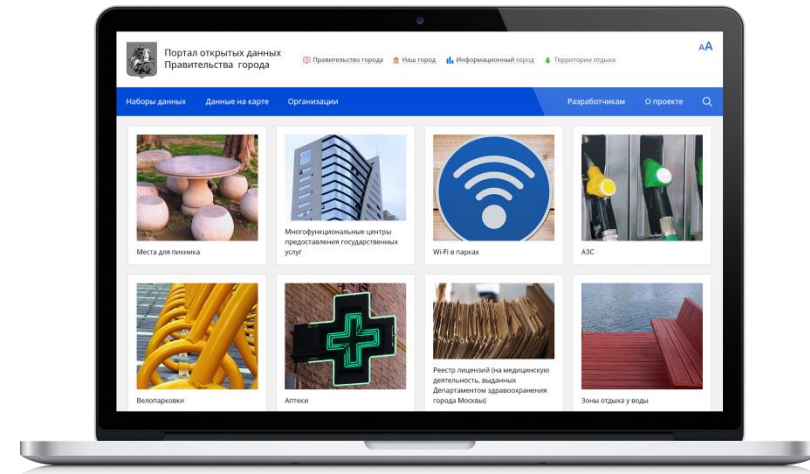 Портал открытых данных
Правительства города
Правительство города Наш город Информационный город Территории отдыха
AA
Наборы данных Данные на карте Организации Разработчикам О проекте
Места для пикника
Многофункциональные центры
предоставления государственных
услуг
Wi-Fi в парках
АЗС
Велопарковки
Аптеки
Реестр лицензий (на медицинскую
деятельность, выданных
Департаментом здравоохранения
города Москвы)
Зоны отдыха у воды